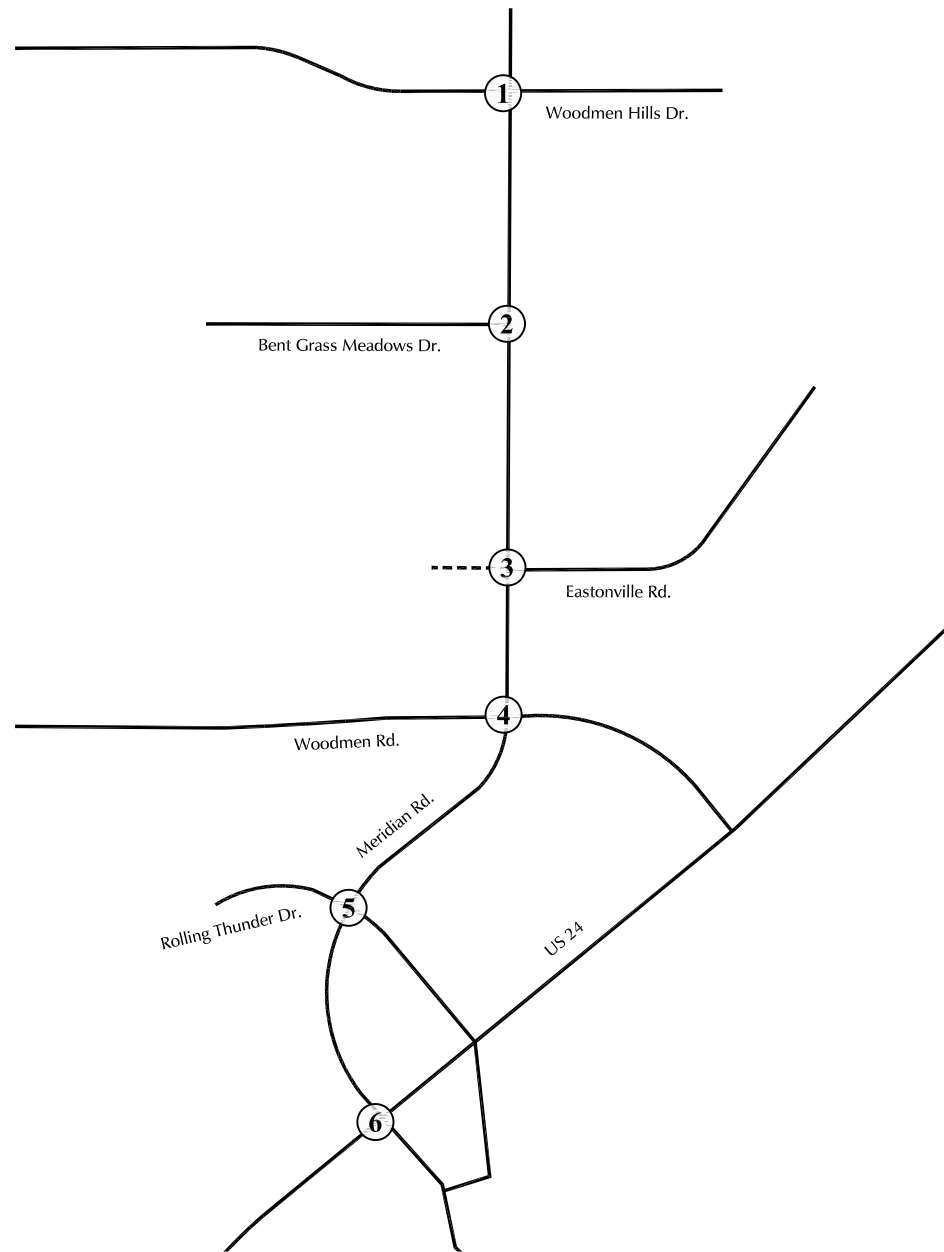 1
Woodmen Hills Dr.
2
Bent Grass Meadows Dr.
3
Eastonville Rd.
4
Woodmen Rd.
Meridian Rd.
5
Rolling Thunder Dr.
US 24
6